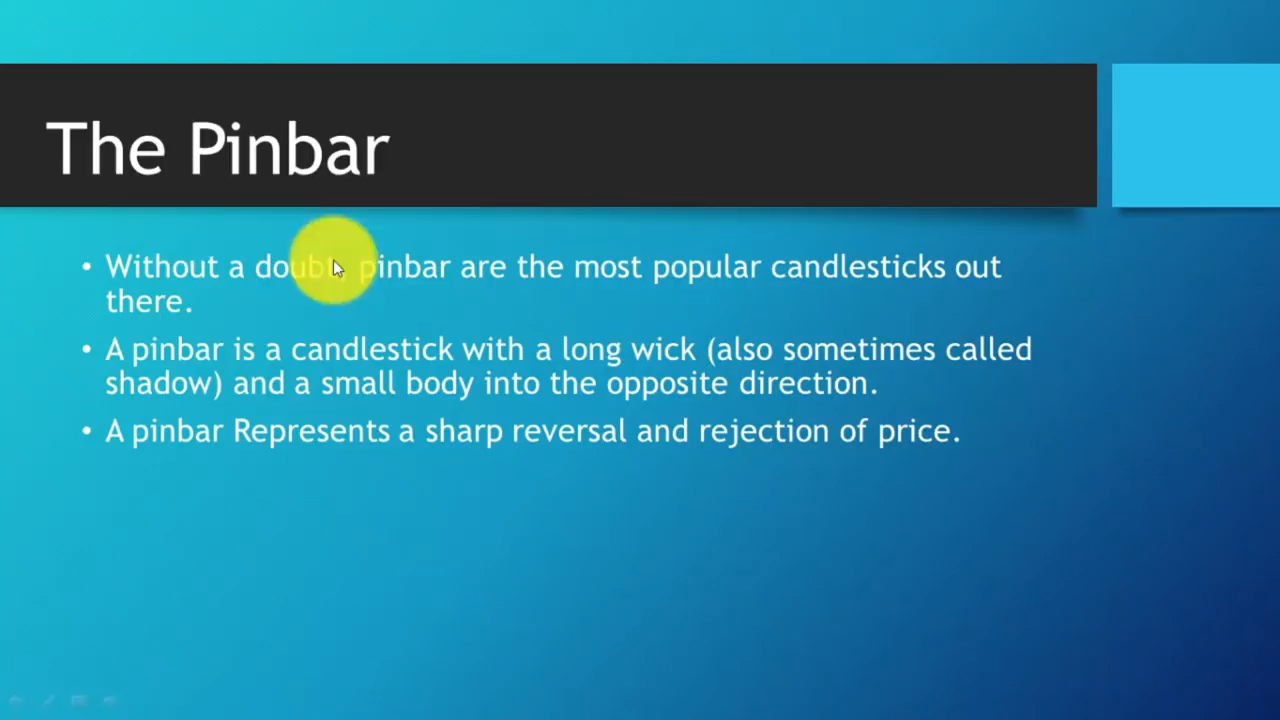 The Pinbar
• Without a doubt, pinbar are the most popular candlesticks out
there.
• A pinbar is a candlestick with a long wick (also sometimes called
shadow) and a small body into the opposite direction.
• A pinbar Represents a sharp reversal and rejection of price.